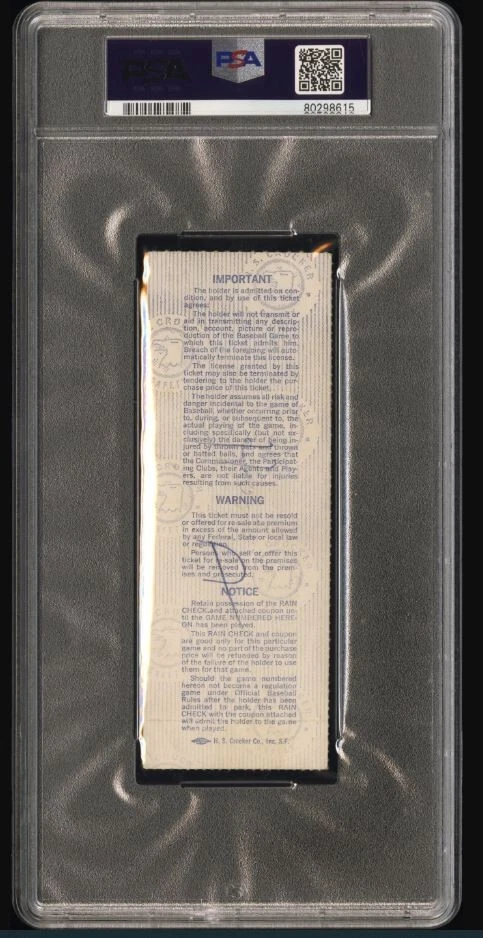 PSA
PSA
80298615
S. CROCKER
IMPORTANT
The holder is admitted on con-
dition, and by use of this ticket
agrees:
The holder will not transmit or
aid in transmitting any descrip-
tion, account, picture or repro-
duction of the Baseball Game to
which this ticket admits him.
Breach of the foregoing will auto-
matically terminate this license.
The license granted by this
ticket may also be terminated by
tendering to the holder the pur-
chase price of this ticket.
The holder assumes all risk and
danger incidental to the game of
Baseball, whether occurring prior
to, during, or subsequent to, the
actual playing of the game, in-
cluding specifically (but not ex-
clusively) the danger of being in-
jured by thrown bats and thrown
or batted balls, and agrees that
the Commissioner, the Participat-
ing Clubs, their Agents and Play-
ers, are not liable for injuries
resulting from such causes.
WARNING
This ticket must not be resold
or offered for re-sale at a premium
in excess of the amount allowed
by any Federal, State or local law
or regulation.
Persons who sell or offer this
ticket for re-sale on the premises
will be removed from the prem-
ises and prosecuted.
NOTICE
Retain possession of the RAIN
CHECK and attached coupon un-
til the GAME NUMBERED HERE-
ON has been played.
This RAIN CHECK and coupon
are good only for this particular
game and no part of the purchase
price will be refunded by reason
of the failure of the holder to use
them for that game.
Should the game numbered
hereon not become a regulation
game under Official Baseball
Rules after the holder has been
admitted to park, this RAIN
CHECK with the coupon attached
will admit the holder to the game
when played.
H. S. Crocker Co., Inc. S.F.